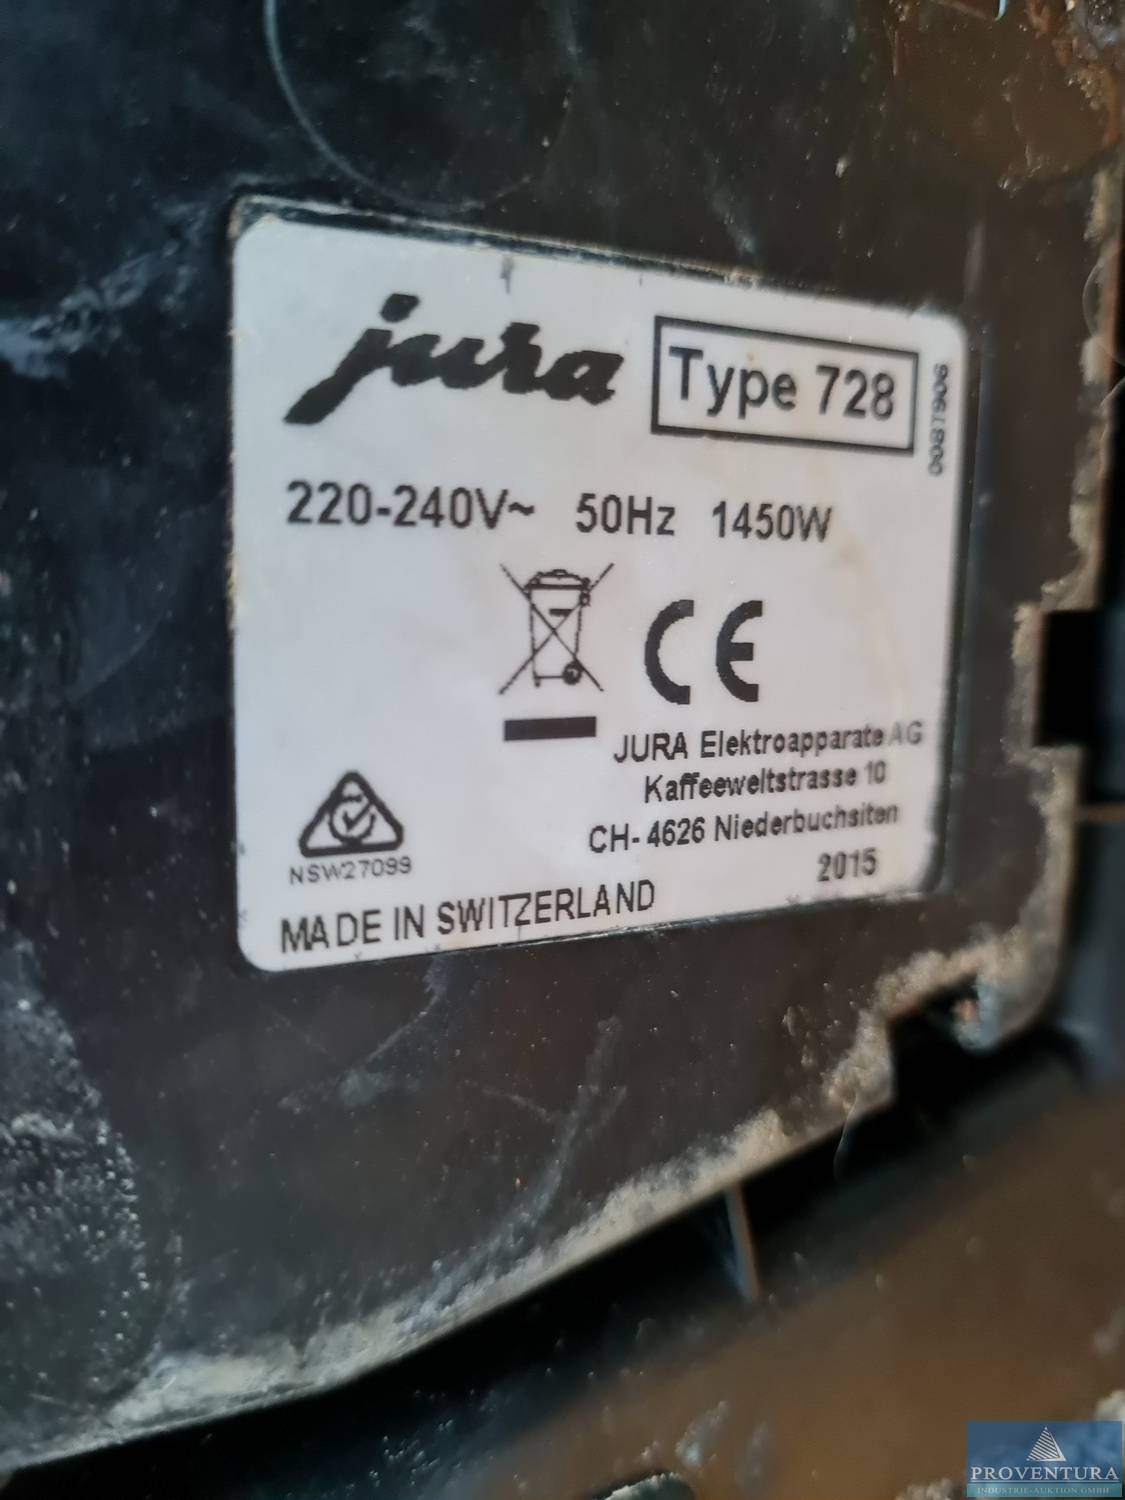 jura
Type 728
0087906
220-240V~ 50Hz 1450W
CE
JURA Elektroapparate AG
Kaffeeweltstrasse 10
CH- 4626 Niederbuchsiten
2015
NSW27099
MADE IN SWITZERLAND
PROVENTURA
INDUSTRIE-AUKTION GMBH